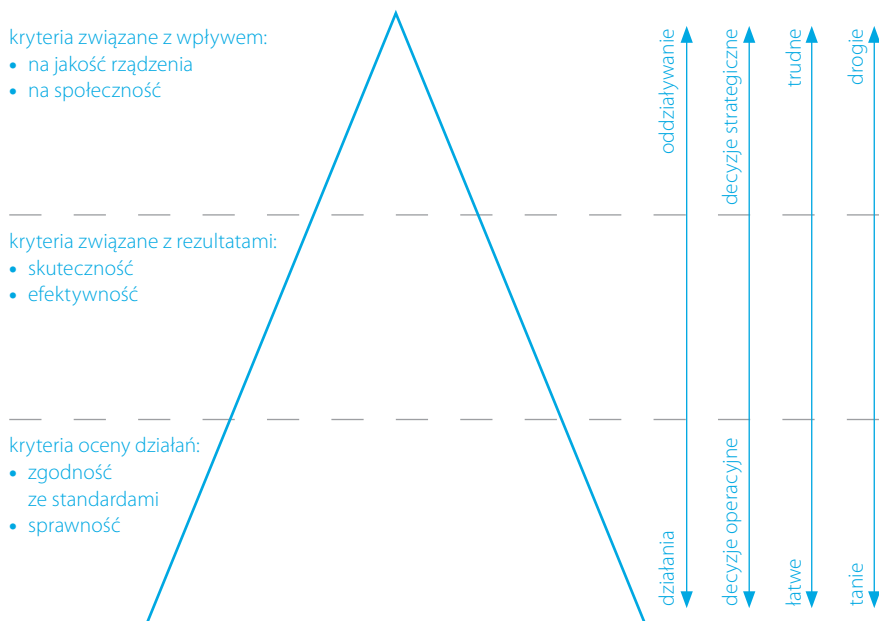 kryteria związane z wpływem:
• na jakość rządzenia
• na społeczność
kryteria związane z rezultatami:
• skuteczność
• efektywność
kryteria oceny działań:
• zgodność
ze standardami
• sprawność
oddziaływanie
działania
decyzje strategiczne
decyzje operacyjne
trudne
łatwe
drogie
tanie